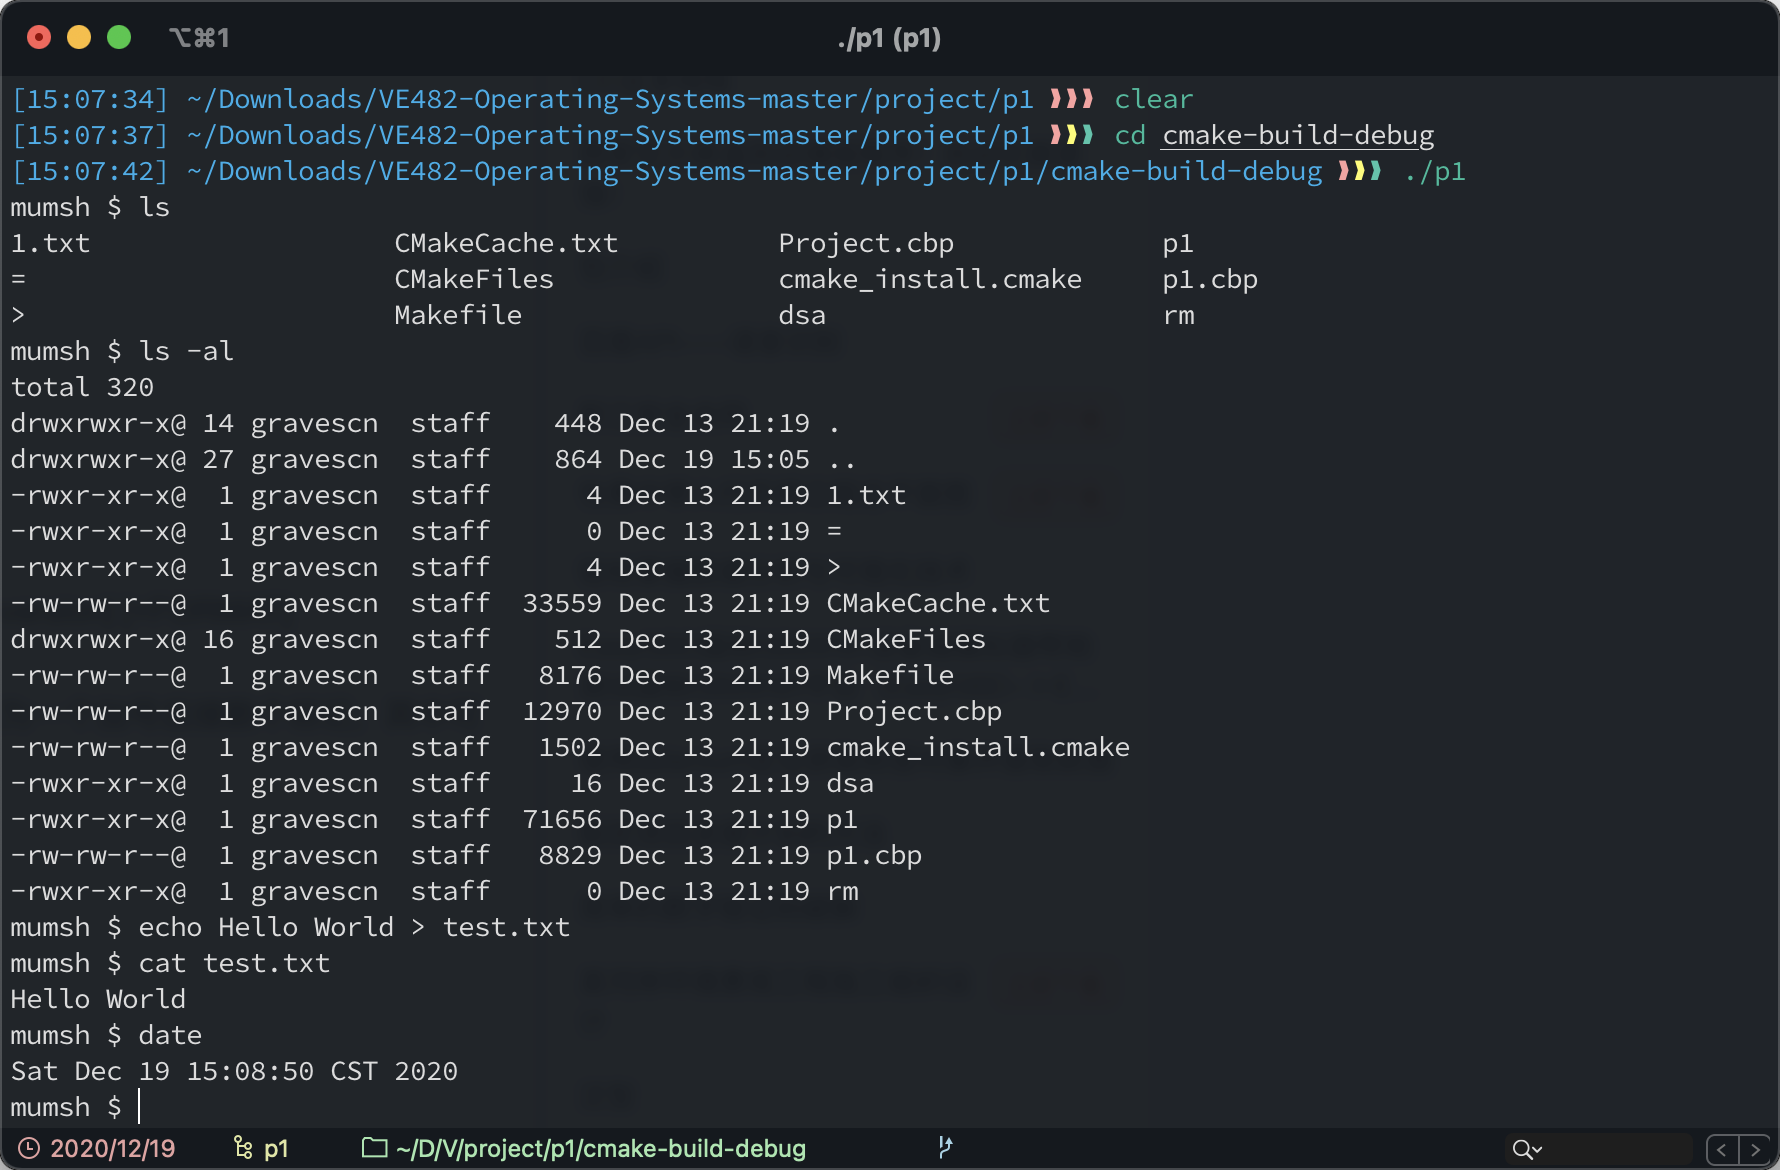 ⌥⌘1
./p1 (p1)
[15:07:34] ~/Downloads/VE482-Operating-Systems-master/project/p1 ❫❫❫ clear
[15:07:37] ~/Downloads/VE482-Operating-Systems-master/project/p1 ❫❫❫ cd cmake-build-debug
[15:07:42] ~/Downloads/VE482-Operating-Systems-master/project/p1/cmake-build-debug ❫❫❫ ./p1
mumsh $ ls
1.txt                   CMakeCache.txt          Project.cbp             p1
=                       CMakeFiles              cmake_install.cmake     p1.cbp
>                       Makefile                dsa                     rm
mumsh $ ls -al
total 320
drwxrwxr-x@ 14 gravescn  staff    448 Dec 13 21:19 .
drwxrwxr-x@ 27 gravescn  staff    864 Dec 19 15:05 ..
-rwxr-xr-x@  1 gravescn  staff      4 Dec 13 21:19 1.txt
-rwxr-xr-x@  1 gravescn  staff      0 Dec 13 21:19 =
-rwxr-xr-x@  1 gravescn  staff      4 Dec 13 21:19 >
-rw-rw-r--@  1 gravescn  staff  33559 Dec 13 21:19 CMakeCache.txt
drwxrwxr-x@ 16 gravescn  staff    512 Dec 13 21:19 CMakeFiles
-rw-rw-r--@  1 gravescn  staff   8176 Dec 13 21:19 Makefile
-rw-rw-r--@  1 gravescn  staff  12970 Dec 13 21:19 Project.cbp
-rw-rw-r--@  1 gravescn  staff   1502 Dec 13 21:19 cmake_install.cmake
-rwxr-xr-x@  1 gravescn  staff     16 Dec 13 21:19 dsa
-rwxr-xr-x@  1 gravescn  staff  71656 Dec 13 21:19 p1
-rw-rw-r--@  1 gravescn  staff   8829 Dec 13 21:19 p1.cbp
-rwxr-xr-x@  1 gravescn  staff      0 Dec 13 21:19 rm
mumsh $ echo Hello World > test.txt
mumsh $ cat test.txt
Hello World
mumsh $ date
Sat Dec 19 15:08:50 CST 2020
mumsh $
2020/12/19 p1 ~/D/V/project/p1/cmake-build-debug